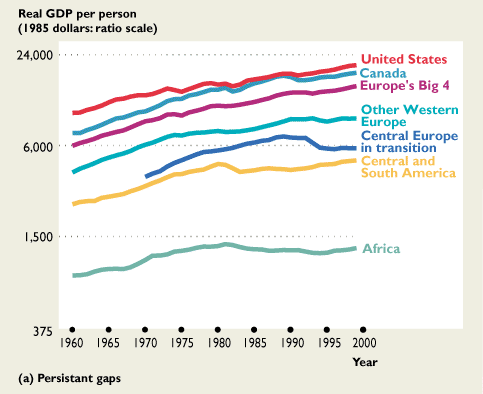 Real GDP per person
(1985 dollars: ratio scale)
24,000
United States
Canada
Europe's Big 4
Other Western
Europe
6,000
Central Europe
in transition
Central and
South America
1,500
Africa
375
1960 1965 1970 1975 1980 1985 1990 1995 2000
Year
(a) Persistant gaps